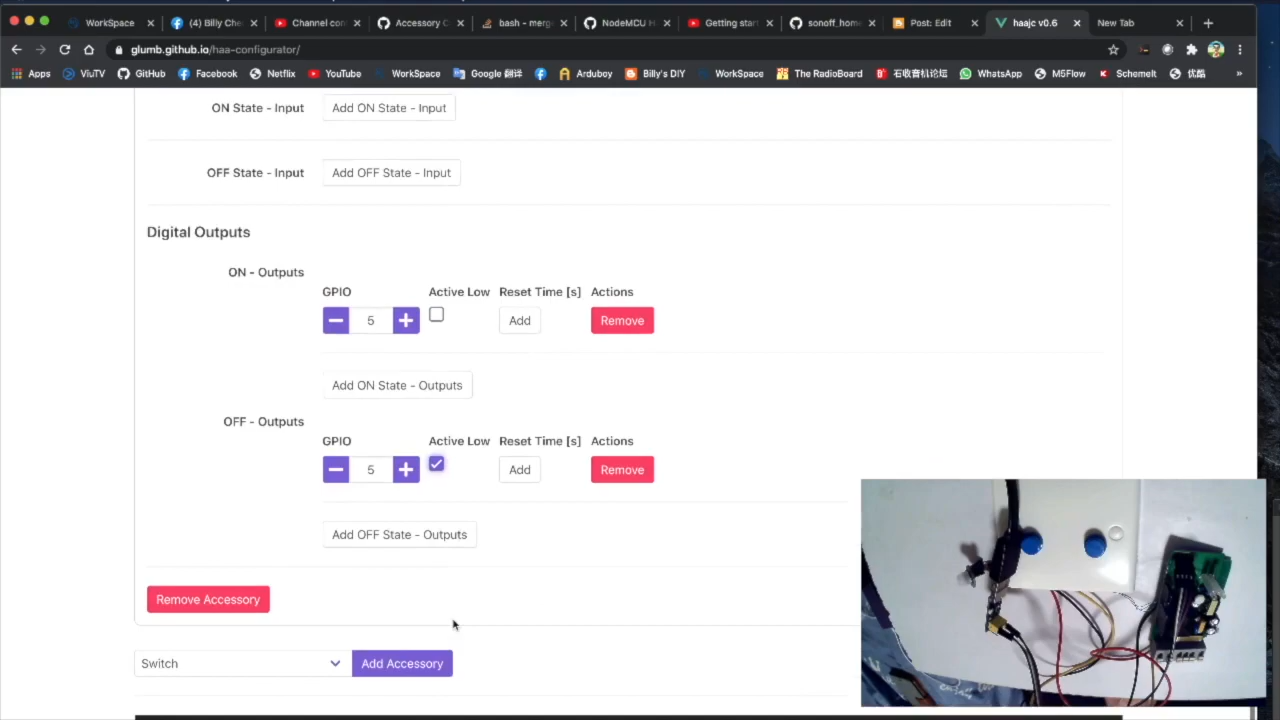 WorkSpace
(4) Billy Che
Channel con
Accessory C
bash - merg
NodeMCU H
Getting star
sonoff_hom
Post: Edit
haajc v0.6
New Tab
glumb.github.io/haa-configurator/
Apps
ViuTV
GitHub
Facebook
Netflix
YouTube
WorkSpace
Google 翻译
Arduboy
Billy's DIY
WorkSpace
The RadioBoard
石收音机论坛
WhatsApp
M5Flow
SchemeIt
优酷
»
ON State - Input
Add ON State - Input
OFF State - Input
Add OFF State - Input
Digital Outputs
ON - Outputs
GPIO Active Low Reset Time [s] Actions
5 Add Remove
Add ON State - Outputs
OFF - Outputs
GPIO Active Low Reset Time [s] Actions
5 Add Remove
Add OFF State - Outputs
Remove Accessory
Switch Add Accessory